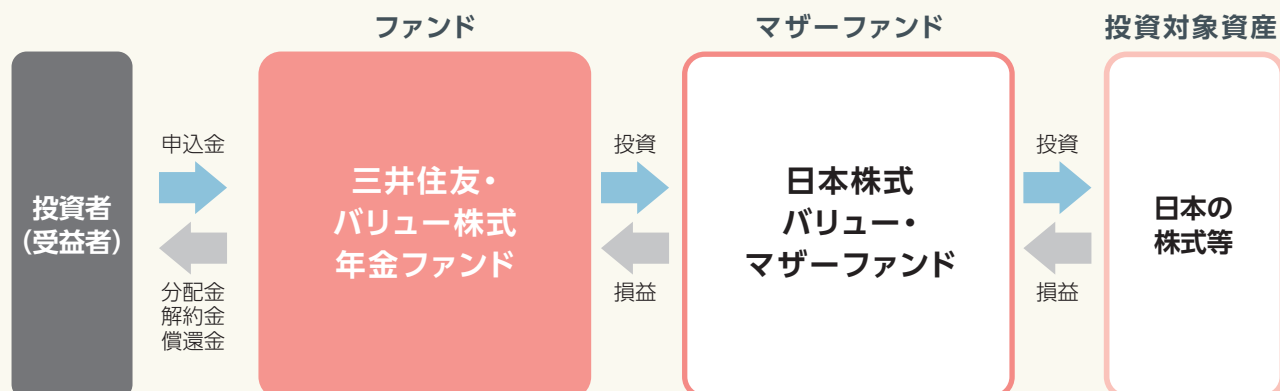 ファンド
マザーファンド
投資対象資産
投資者
(受益者)
申込金
分配金
解約金
償還金
三井住友・
バリュー株式
年金ファンド
投資
損益
日本株式
バリュー・
マザーファンド
投資
損益
日本の
株式等